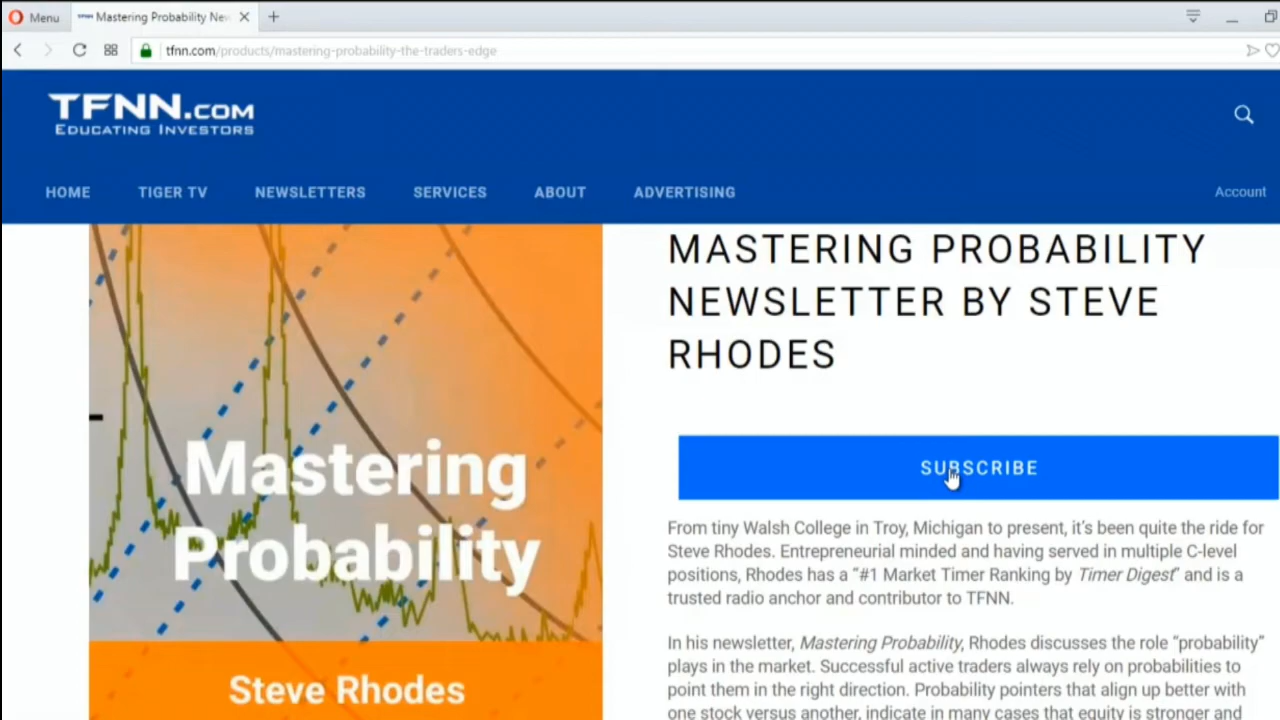 Menu
Mastering Probability Nev
tfnn.com/products/mastering-probability-the-traders-edge
TFNN.COM
EDUCATING INVESTORS
HOME TIGER TV NEWSLETTERS SERVICES ABOUT ADVERTISING Account
MASTERING PROBABILITY
NEWSLETTER BY STEVE
RHODES
Mastering
Probability
Steve Rhodes
SUBSCRIBE
From tiny Walsh College in Troy, Michigan to present, it's been quite the ride for
Steve Rhodes. Entrepreneurial minded and having served in multiple C-level
positions, Rhodes has a “#1 Market Timer Ranking by Timer Digest” and is a
trusted radio anchor and contributor to TFNN.
In his newsletter, Mastering Probability, Rhodes discusses the role “probability”
plays in the market. Successful active traders always rely on probabilities to
point them in the right direction. Probability pointers that align up better with
one stock versus another, indicate in many cases that equity is stronger and